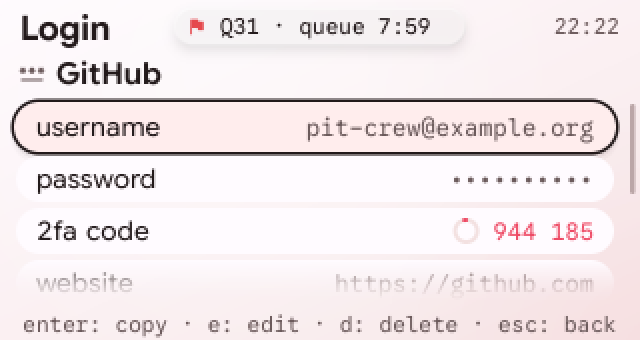 Login
Q31 · queue 7:59
22:22
GitHub
username pit-crew@example.org
password ••••••••••
2fa code 944 185
website https://github.com
enter: copy · e: edit · d: delete · esc: back